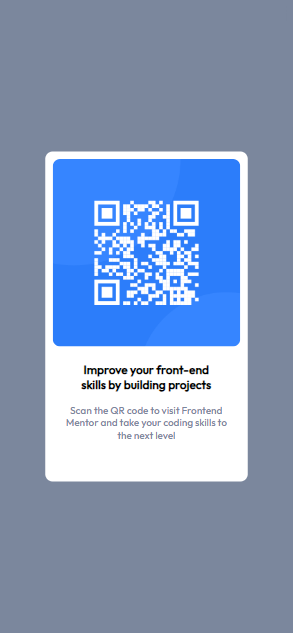 Improve your front-end
skills by building projects
Scan the QR code to visit Frontend
Mentor and take your coding skills to
the next level